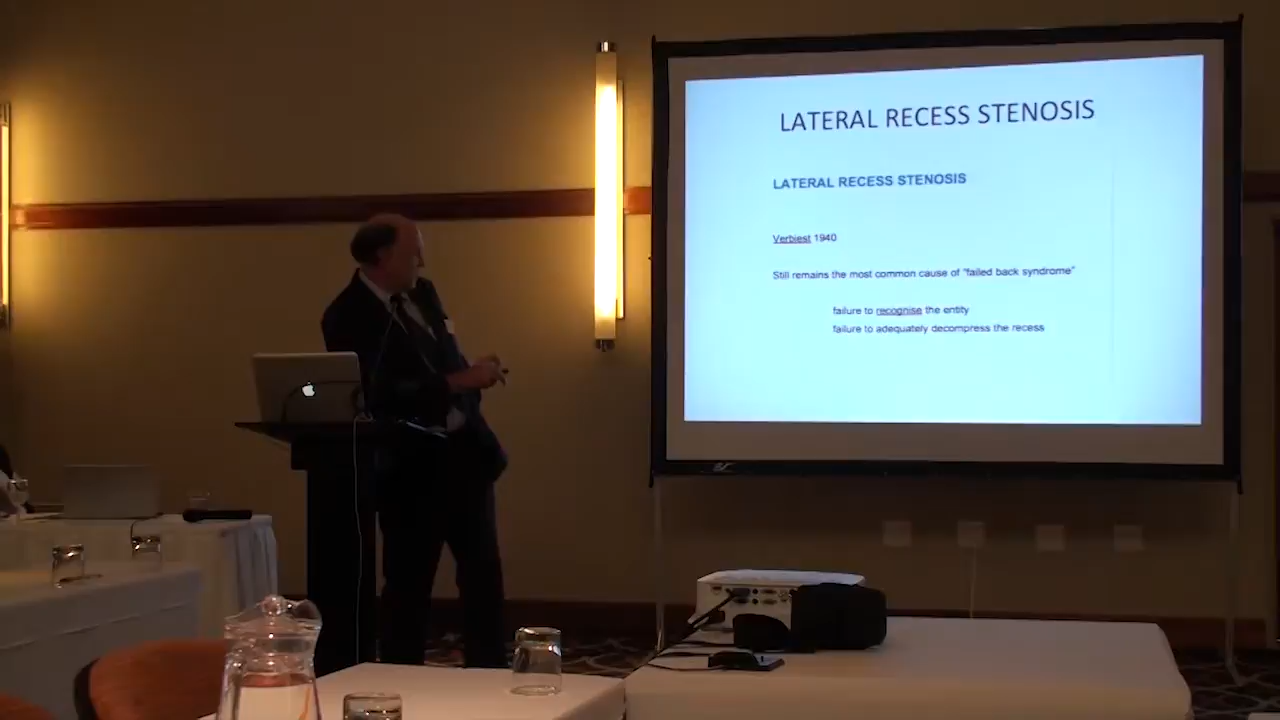 LATERAL RECESS STENOSIS
LATERAL RECESS STENOSIS
Verbiest 1940
Still remains the most common cause of "failed back syndrome"
failure to recognise the entity
failure to adequately decompress the recess